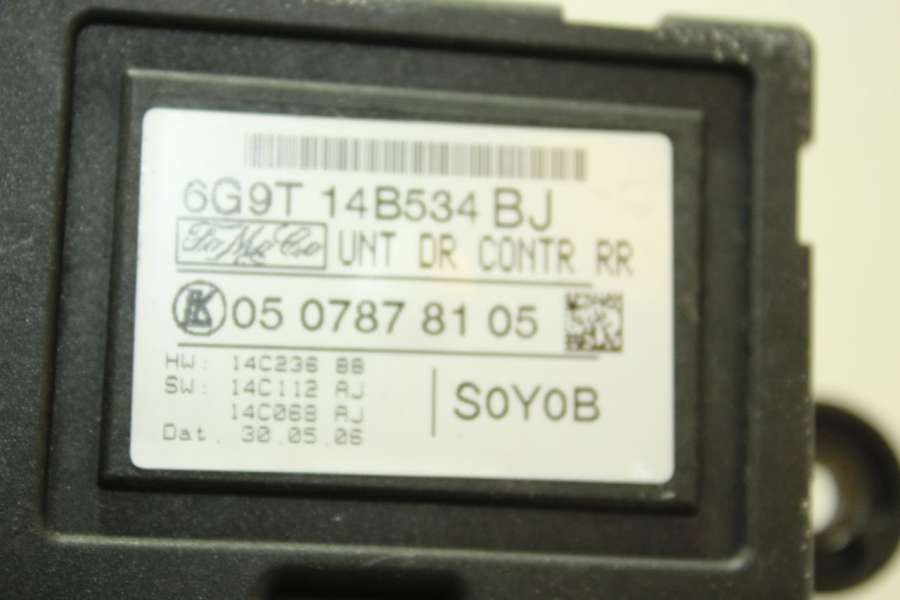 6G9T 14B534 BJ
FoMoCo UNT DR CONTR RR
K 05 0787 81 05
HW: 14C236 BB
SW: 14C112 AJ
14C068 AJ
Dat. 30.05.06
S0Y0B